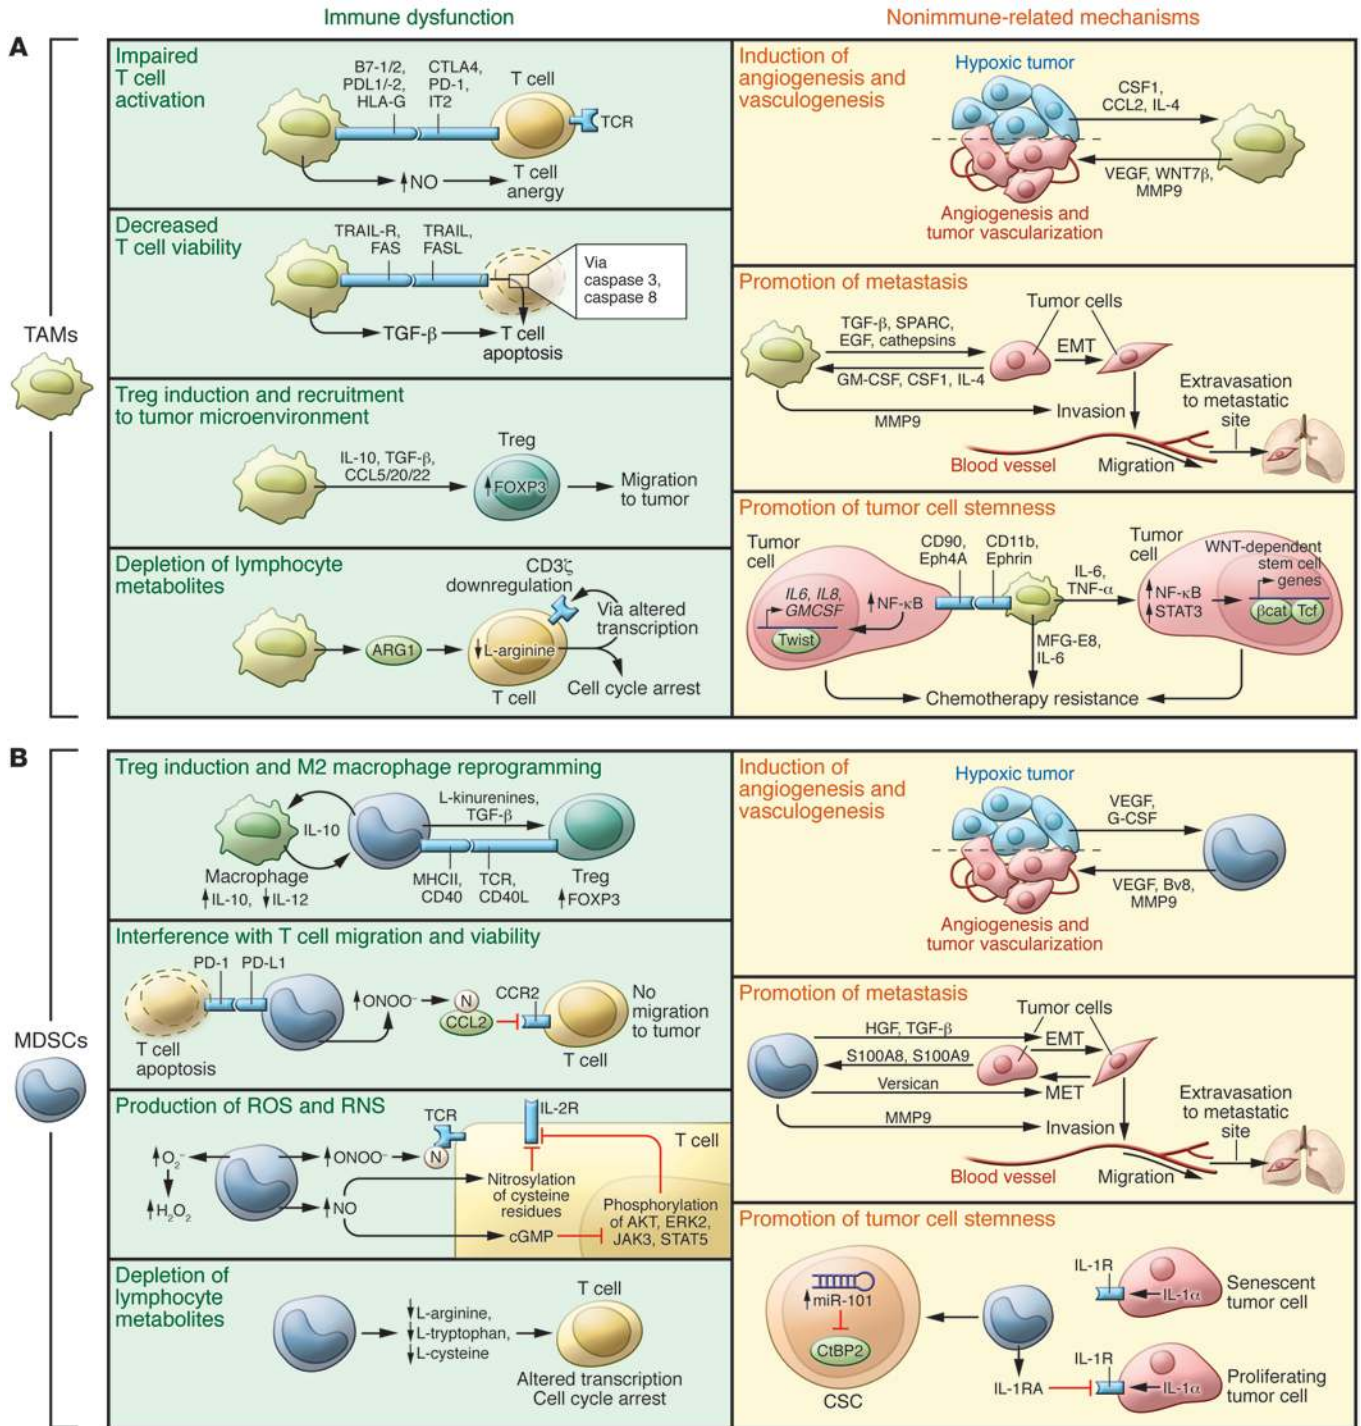 Immune dysfunction
Nonimmune-related mechanisms
A
TAMs
Impaired
T cell
activation
B7-1/2,
PDL1/-2,
HLA-G
CTLA4,
PD-1,
IT2
T cell
TCR
↑NO
T cell
anergy
Decreased
T cell viability
TRAIL-R,
FAS
TRAIL,
FASL
Via
caspase 3,
caspase 8
TGF-β
T cell
apoptosis
Treg induction and recruitment
to tumor microenvironment
IL-10, TGF-β,
CCL5/20/22
Treg
↑FOXP3
Migration
to tumor
Depletion of lymphocyte
metabolites
ARG1
CD3ζ
downregulation
↓L-arginine
T cell
Via altered
transcription
Cell cycle arrest
Induction of
angiogenesis and
vasculogenesis
Hypoxic tumor
CSF1,
CCL2, IL-4
VEGF, WNT7β,
MMP9
Angiogenesis and
tumor vascularization
Promotion of metastasis
Tumor cells
TGF-β, SPARC,
EGF, cathepsins
EMT
GM-CSF, CSF1, IL-4
MMP9
Invasion
Extravasation
to metastatic
site
Blood vessel
Migration
Promotion of tumor cell stemness
Tumor
cell
IL6, IL8,
GMCSF
Twist
↑NF-κB
CD90,
Eph4A
CD11b,
Ephrin
IL-6,
TNF-α
MFG-E8,
IL-6
Tumor
cell
↑NF-κB
↑STAT3
WNT-dependent
stem cell
genes
βcat
Tcf
Chemotherapy resistance
B
MDSCs
Treg induction and M2 macrophage reprogramming
IL-10
L-kinurenines,
TGF-β
Macrophage
↑IL-10, ↓IL-12
MHCII,
CD40
TCR,
CD40L
Treg
↑FOXP3
Interference with T cell migration and viability
PD-1
PD-L1
T cell
apoptosis
↑ONOO⁻
N
CCL2
CCR2
T cell
No
migration
to tumor
Production of ROS and RNS
↑O₂⁻
↑H₂O₂
↑ONOO⁻
↑NO
TCR
N
IL-2R
T cell
Nitrosylation
of cysteine
residues
cGMP
Phosphorylation
of AKT, ERK2,
JAK3, STAT5
Depletion of
lymphocyte
metabolites
↓L-arginine,
↓L-tryptophan,
↓L-cysteine
T cell
Altered transcription
Cell cycle arrest
Induction of
angiogenesis and
vasculogenesis
Hypoxic tumor
VEGF,
G-CSF
VEGF, Bv8,
MMP9
Angiogenesis and
tumor vascularization
Promotion of metastasis
Tumor cells
HGF, TGF-β
EMT
S100A8, S100A9
Versican
MET
MMP9
Invasion
Extravasation
to metastatic
site
Blood vessel
Migration
Promotion of tumor cell stemness
↑miR-101
CtBP2
CSC
IL-1RA
IL-1R
IL-1α
Senescent
tumor cell
IL-1R
IL-1α
Proliferating
tumor cell